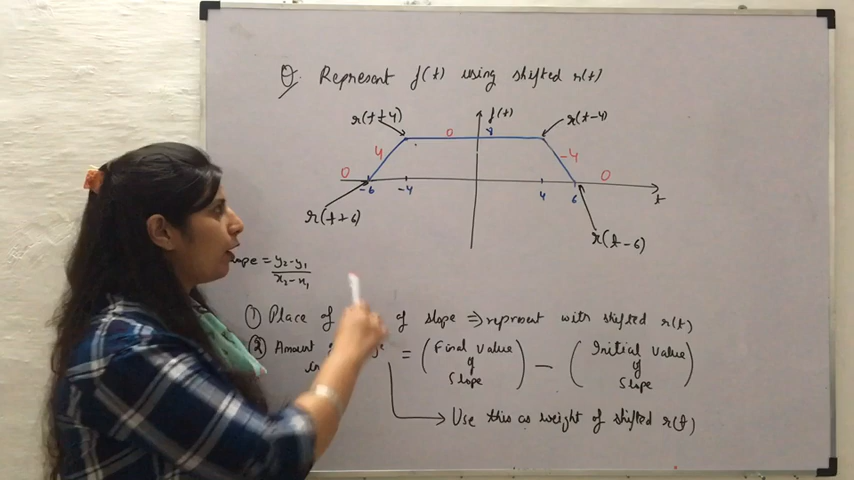 Q. Represent f(t) using shifted r(t)
r(t+4)
f(t)
r(t-4)
4
0
8
-4
0
0
-6
-4
4
6
t
r(t+6)
r(t-6)
= y2-y1
x2-x1
① Place of of slope ⇒ represent with shifted r(t)
② Amount = (Final value of slope) — (Initial value of slope)
→ Use this as weight of shifted r(t)